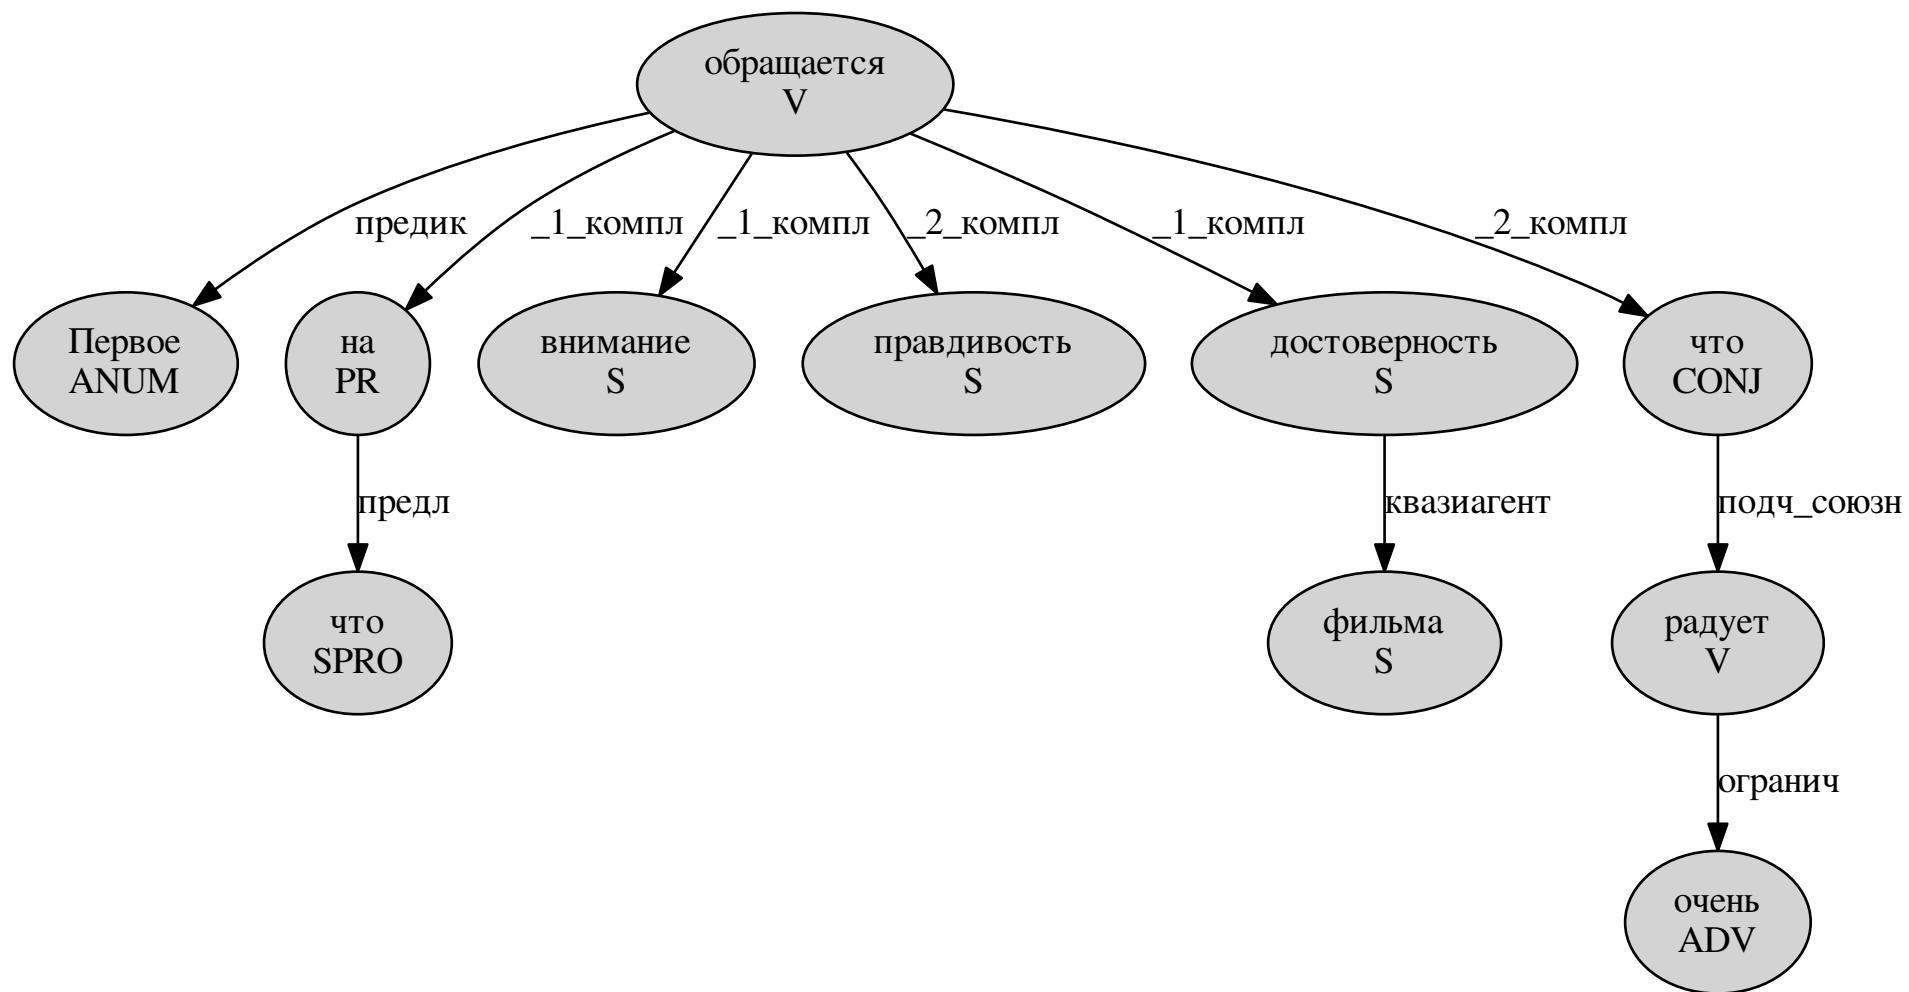 обращается
V
предик
_1_компл
_1_компл
_2_компл
_1_компл
_2_компл
Первое
ANUM
на
PR
внимание
S
правдивость
S
достоверность
S
что
CONJ
предл
квазиагент
подч_союзн
что
SPRO
фильма
S
радует
V
огранич
очень
ADV